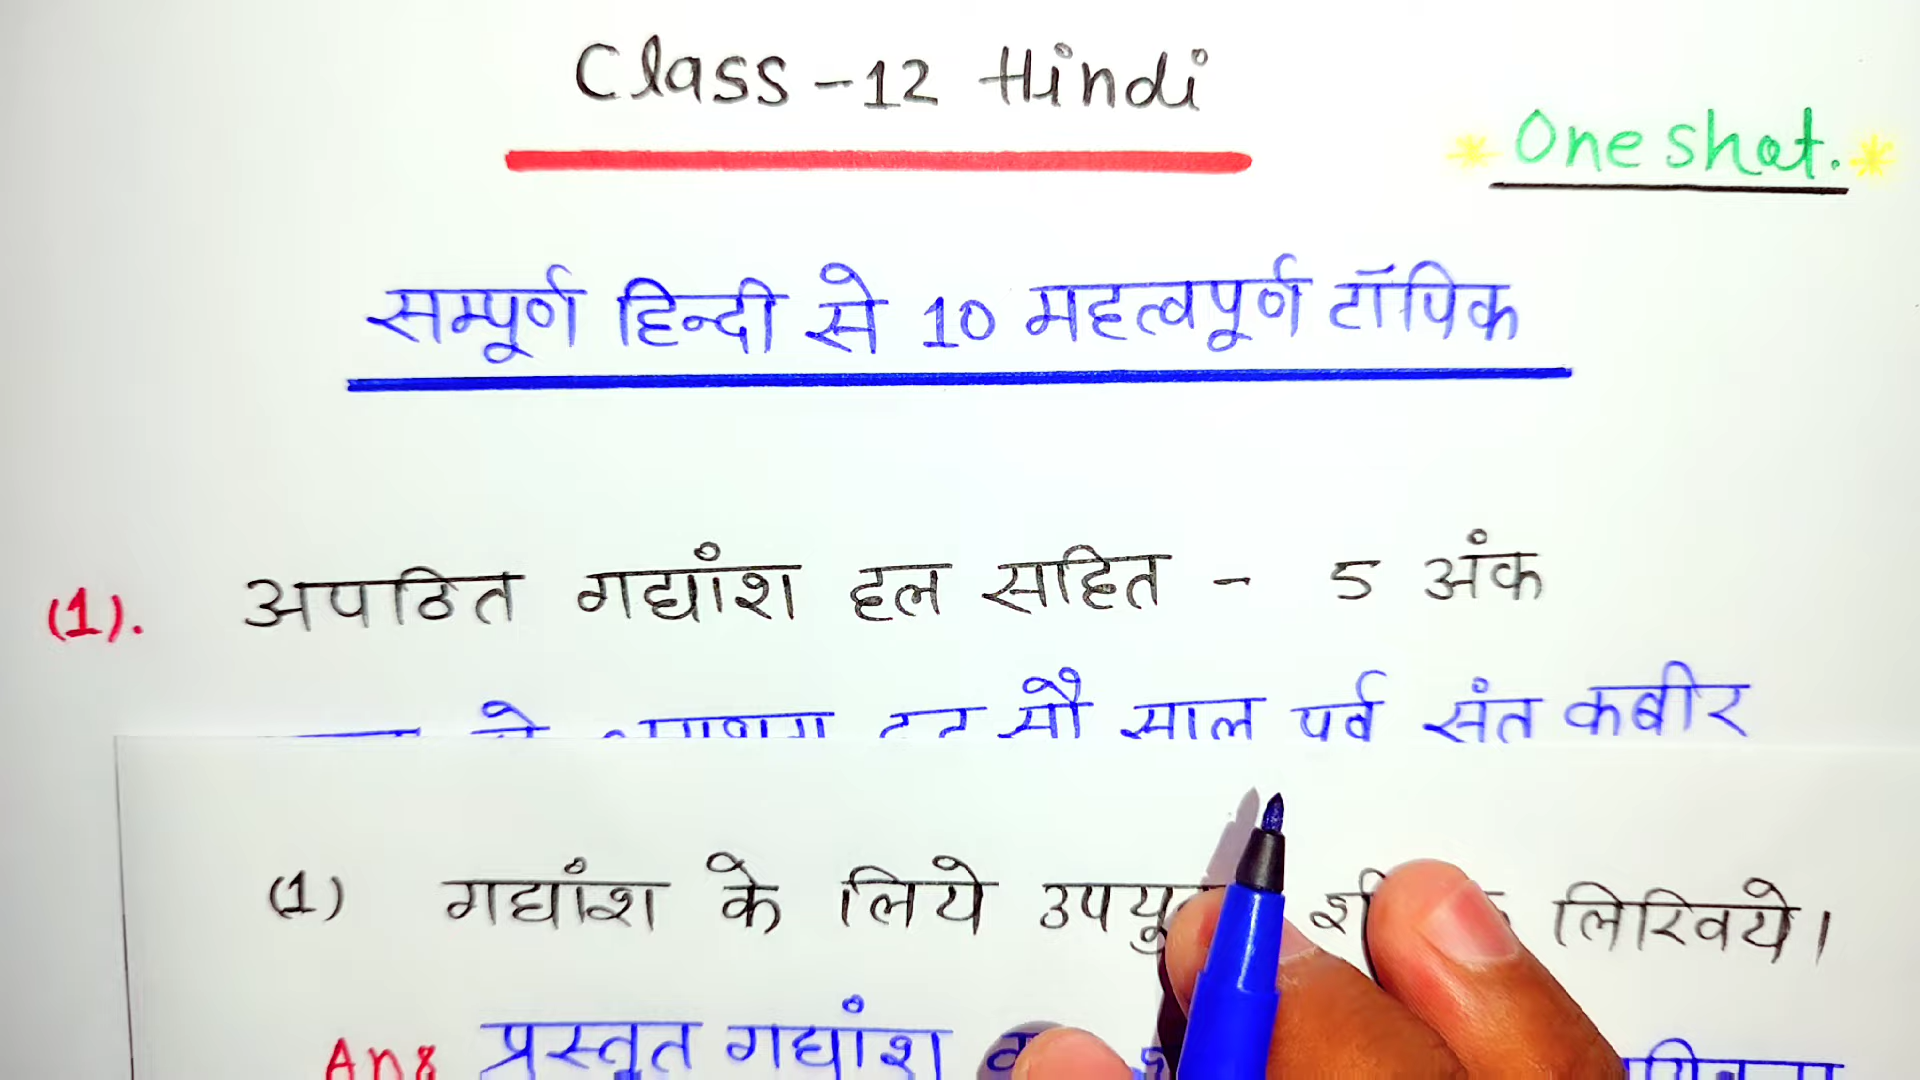 Class - 12 Hindi
* One shot. *
सम्पूर्ण हिन्दी से 10 महत्वपूर्ण टॉपिक
(1). अपठित गद्यांश हल सहित - 5 अंक
सौ साल पूर्व संत कबीर
(1) गद्यांश के लिये लिखिये।
Ans प्रस्तुत गद्यांश